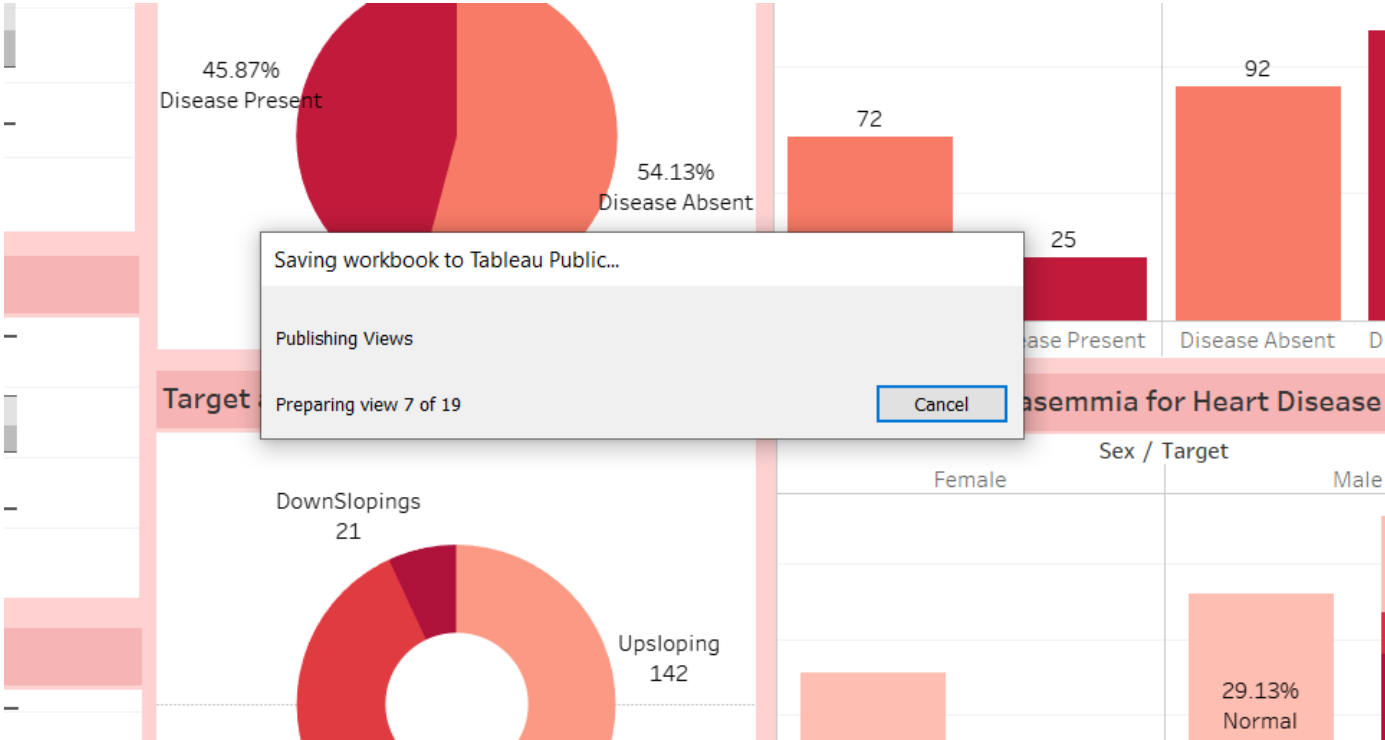 45.87%
Disease Present
54.13%
Disease Absent
72
25
92
Present
Disease Absent
Saving workbook to Tableau Public...
Publishing Views
Preparing view 7 of 19
Cancel
Target
for Heart Disease
Sex / Target
Female
Male
DownSlopings
21
Upsloping
142
29.13%
Normal